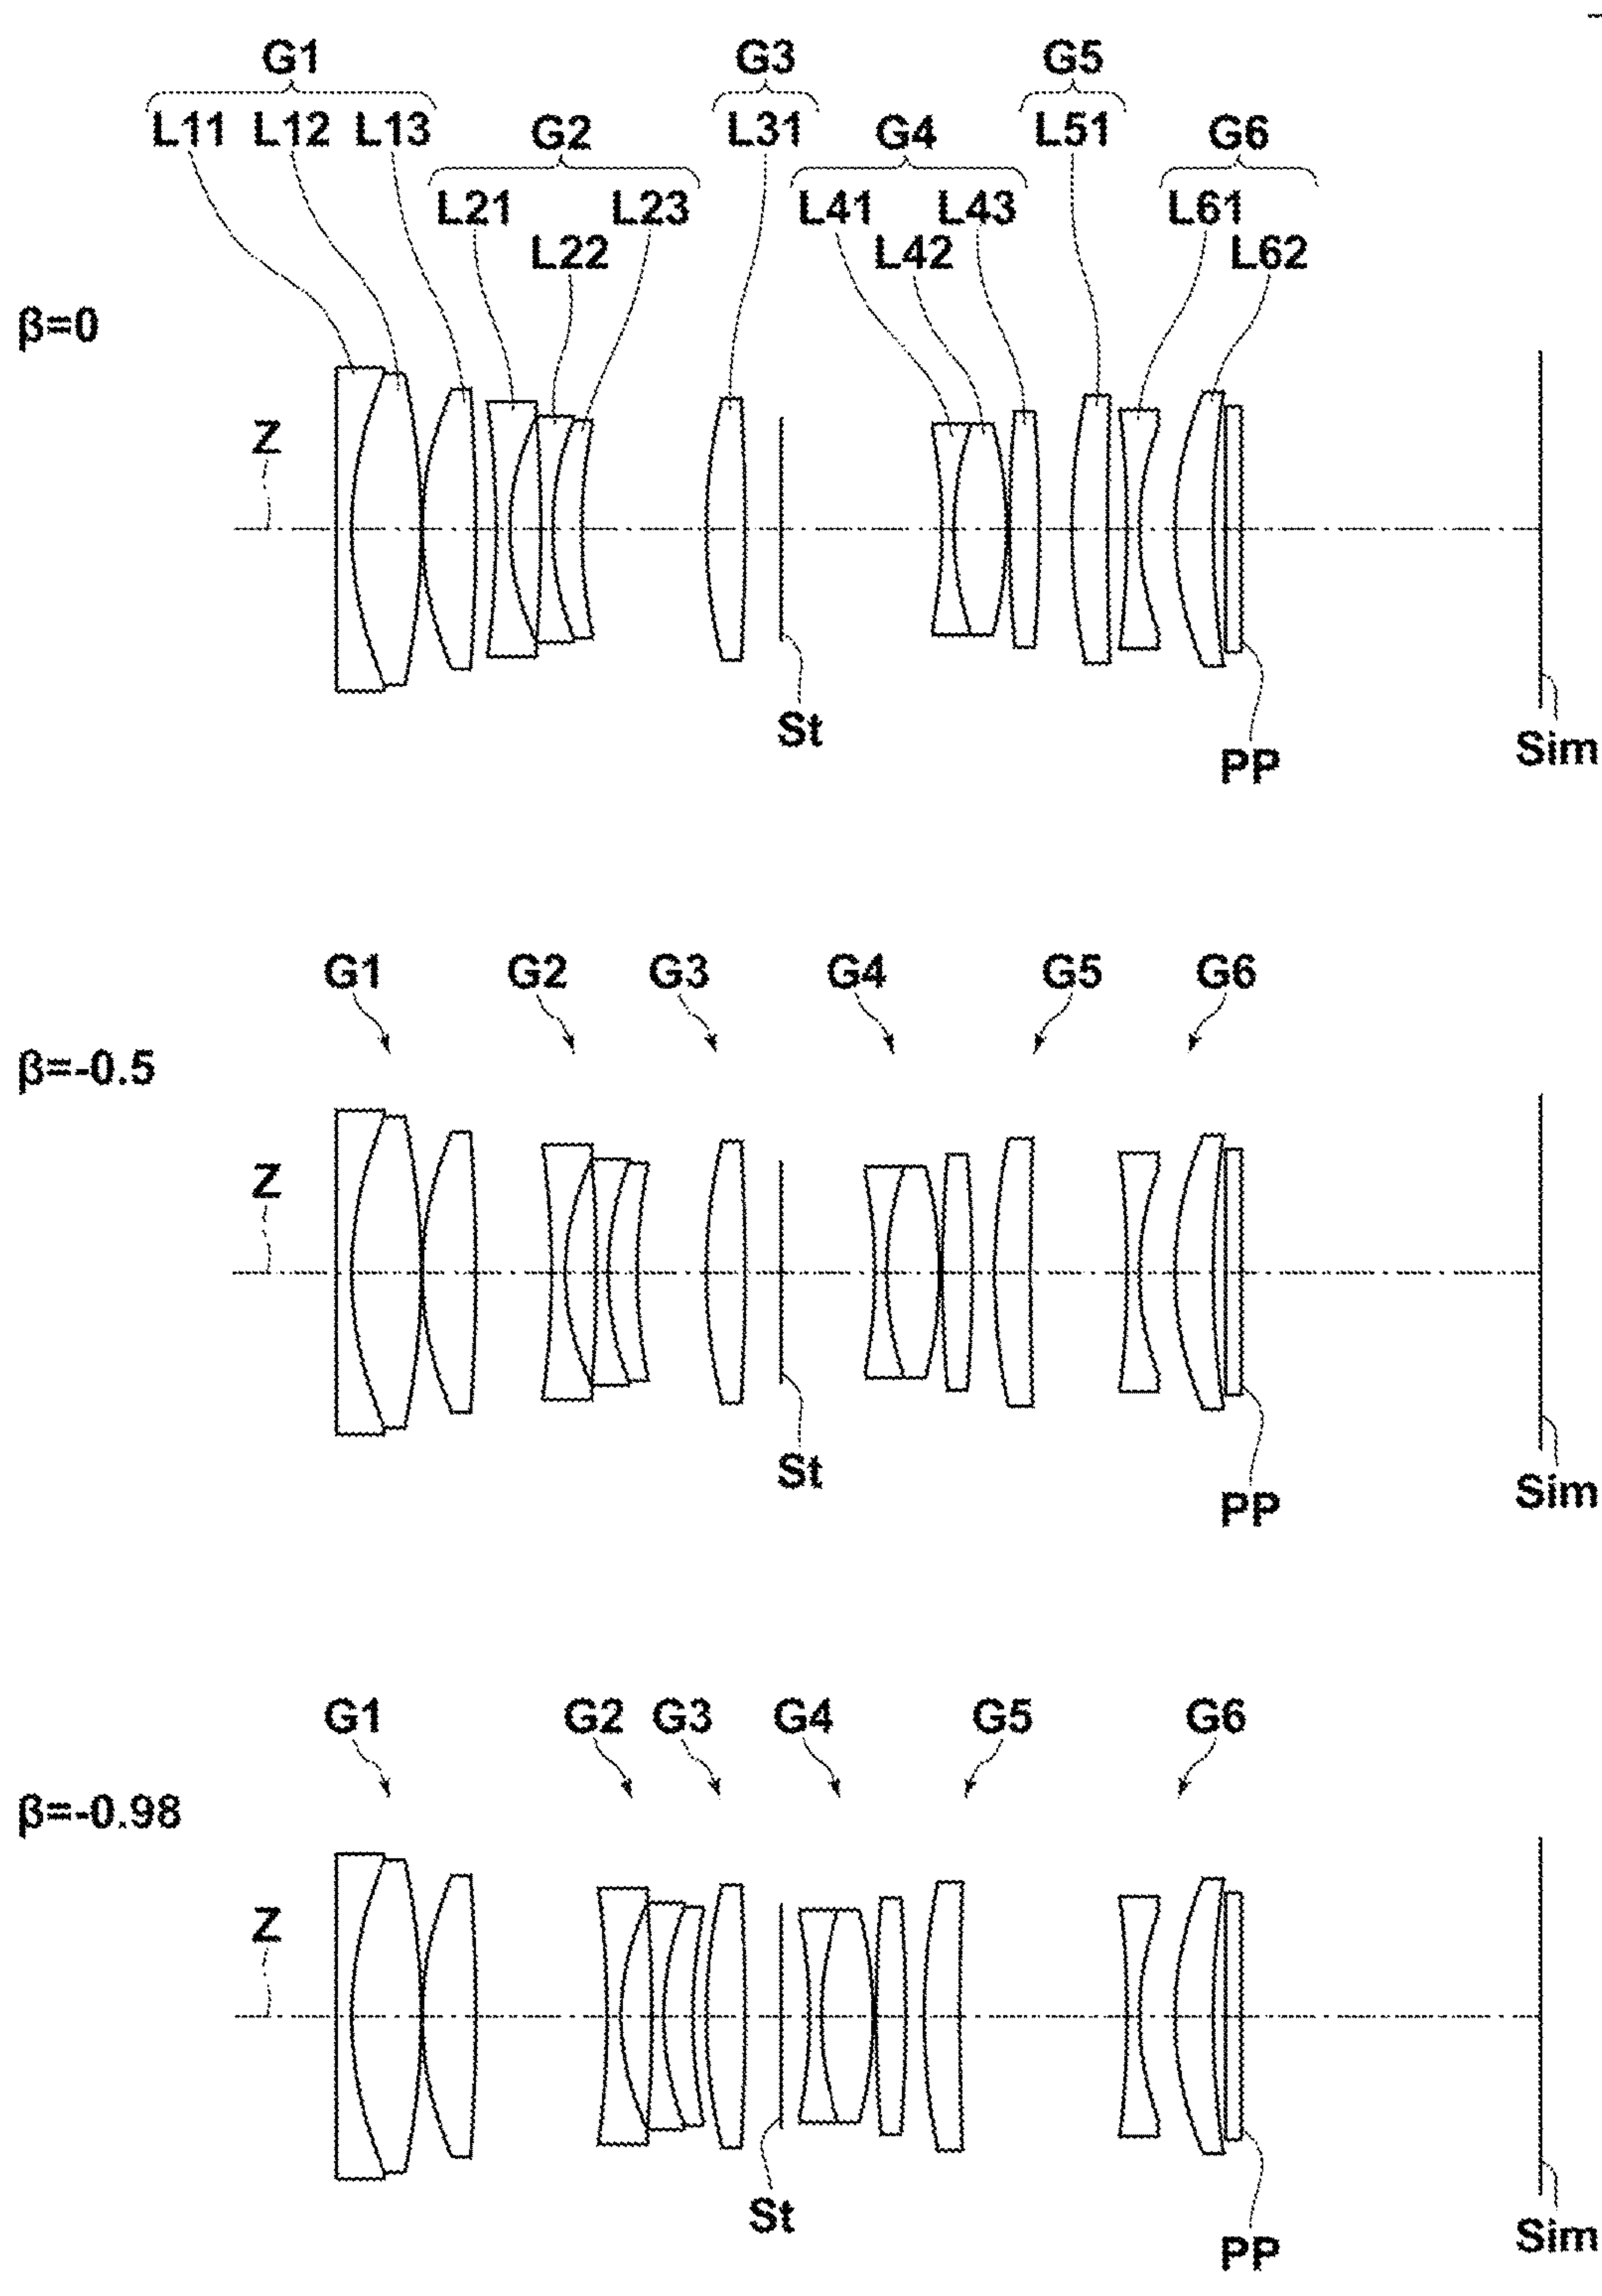 G1 G3 G5
L11 L12 L13 G2 L31 G4 L51 G6
L21 L23 L41 L43 L61
L22 L42 L62
β=0
Z
St
PP
Sim
G1 G2 G3 G4 G5 G6
β=-0.5
Z
St
PP
Sim
G1 G2 G3 G4 G5 G6
β=-0.98
Z
St
PP
Sim